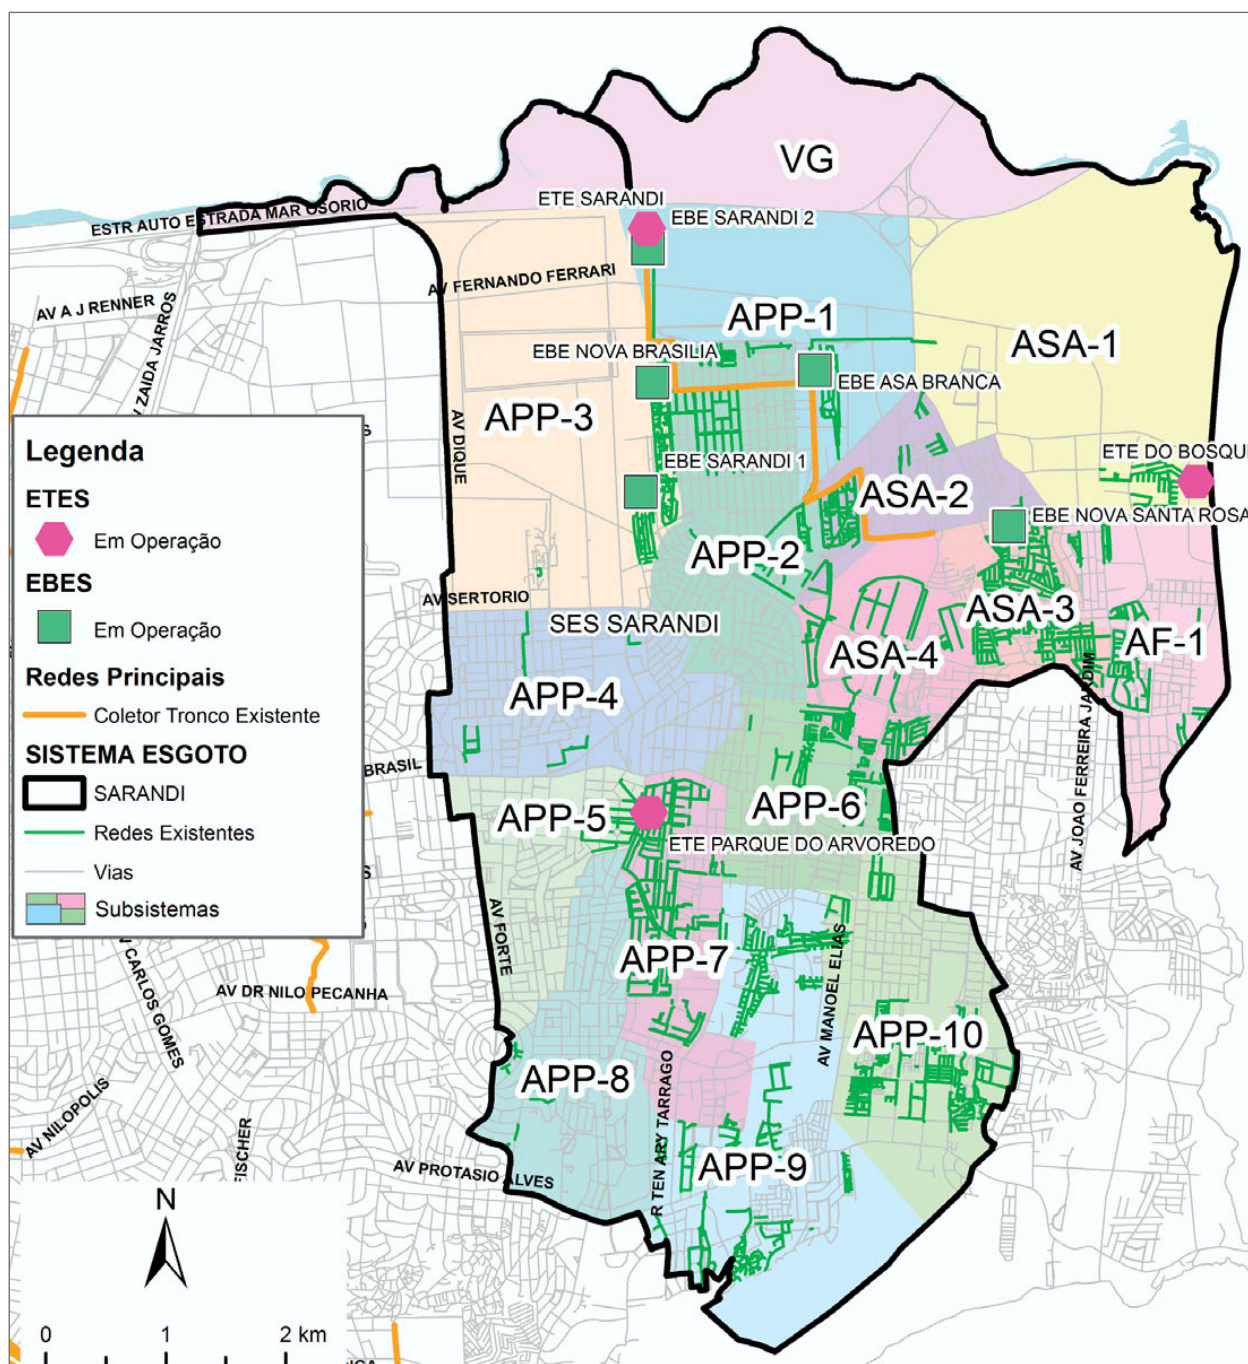 VG
ETE SARANDI
EBE SARANDI 2
ESTR AUTO ESTRADA MAR OSORIO
AV FERNANDO FERRARI
AV A J RENNER
ZAIDA JARROS
APP-1
ASA-1
EBE NOVA BRASILIA
EBE ASA BRANCA
APP-3
AV DIQUE
ETE DO BOSQUE
EBE SARANDI 1
ASA-2
EBE NOVA SANTA ROSA
APP-2
AV SERTORIO
SES SARANDI
ASA-3
AF-1
ASA-4
APP-4
AV JOAO FERREIRA JARDIM
BRASIL
APP-5
APP-6
ETE PARQUE DO ARVOREDO
AV FORTE
APP-7
AV MANOEL ELIAS
AV CARLOS GOMES
AV DR NILO PECANHA
APP-10
APP-8
R TEN ARY TARRAGO
AV NILOPOLIS
FISCHER
AV PROTASIO ALVES
APP-9
Legenda
ETES
Em Operação
EBES
Em Operação
Redes Principais
Coletor Tronco Existente
SISTEMA ESGOTO
SARANDI
Redes Existentes
Vias
Subsistemas
N
0 1 2 km